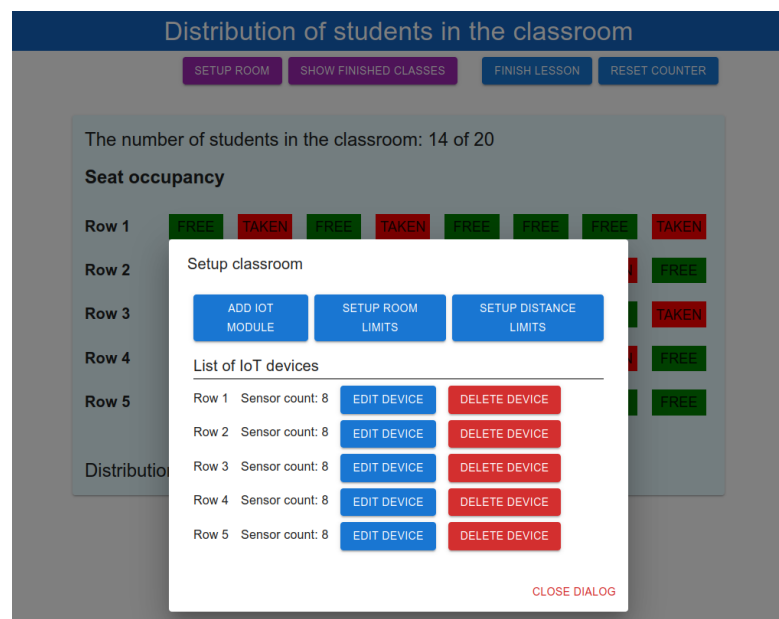 Distribution of students in the classroom
SETUP ROOM SHOW FINISHED CLASSES FINISH LESSON RESET COUNTER
The number of students in the classroom: 14 of 20
Seat occupancy
Row 1 FREE TAKEN FREE TAKEN FREE FREE FREE TAKEN
Row 2 FREE
Row 3 TAKEN
Row 4 FREE
Row 5 FREE
Setup classroom
ADD IOT MODULE
SETUP ROOM LIMITS
SETUP DISTANCE LIMITS
List of IoT devices
Row 1 Sensor count: 8 EDIT DEVICE DELETE DEVICE
Row 2 Sensor count: 8 EDIT DEVICE DELETE DEVICE
Row 3 Sensor count: 8 EDIT DEVICE DELETE DEVICE
Row 4 Sensor count: 8 EDIT DEVICE DELETE DEVICE
Row 5 Sensor count: 8 EDIT DEVICE DELETE DEVICE
CLOSE DIALOG